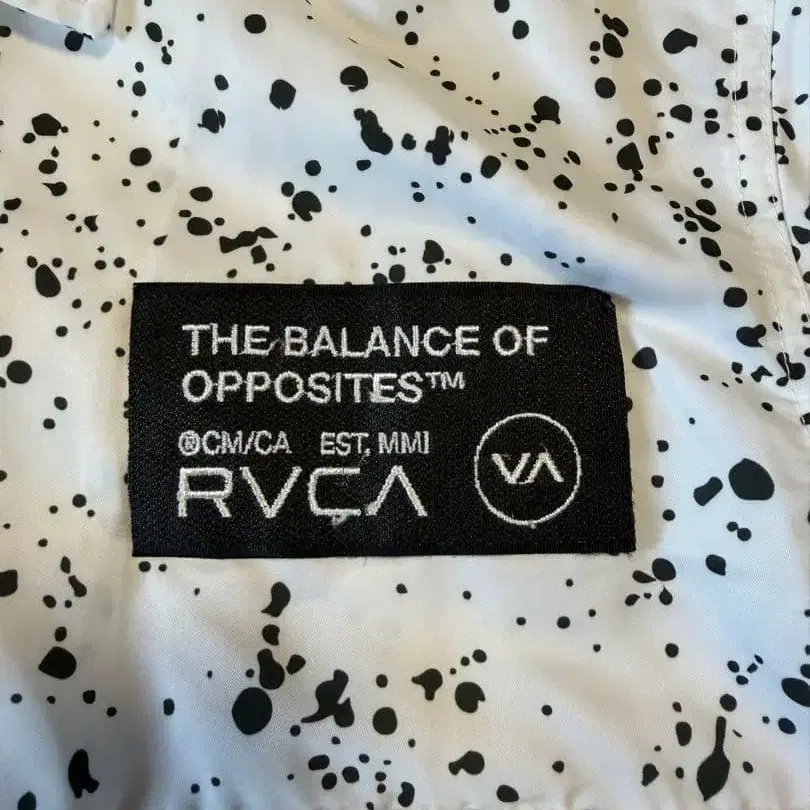 THE BALANCE OF
OPPOSITES™
®CM/CA EST, MMI
RVCA
VA